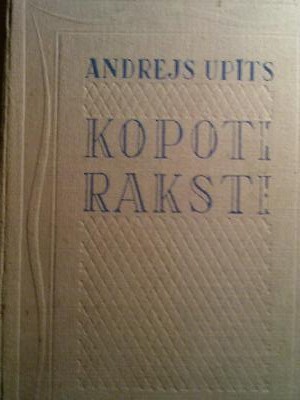 ANDREJS UPĪTS
KOPOTI
RAKSTI